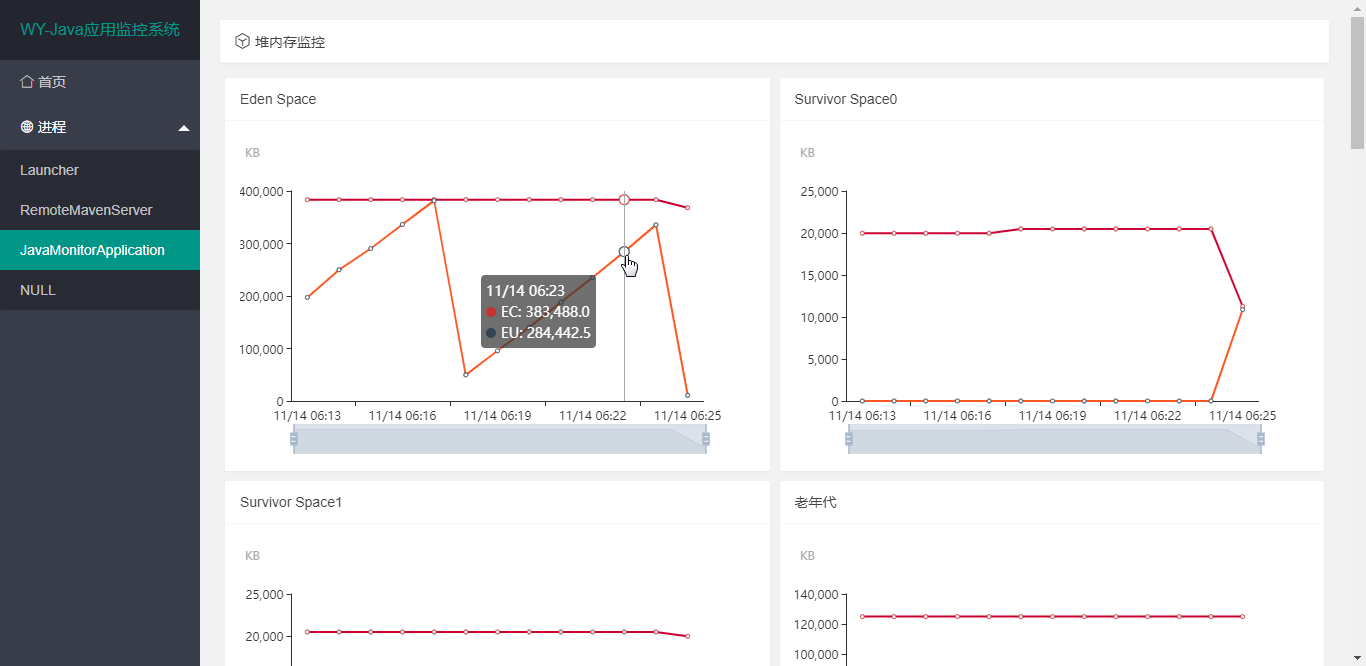 WY-Java应用监控系统
首页
进程
Launcher
RemoteMavenServer
JavaMonitorApplication
NULL
堆内存监控
Eden Space
KB
400,000
300,000
200,000
100,000
0
11/14 06:13
11/14 06:16
11/14 06:19
11/14 06:22
11/14 06:25
11/14 06:23
EC: 383,488.0
EU: 284,442.5
Survivor Space0
KB
25,000
20,000
15,000
10,000
5,000
0
11/14 06:13
11/14 06:16
11/14 06:19
11/14 06:22
11/14 06:25
Survivor Space1
KB
25,000
20,000
老年代
KB
140,000
120,000
100,000